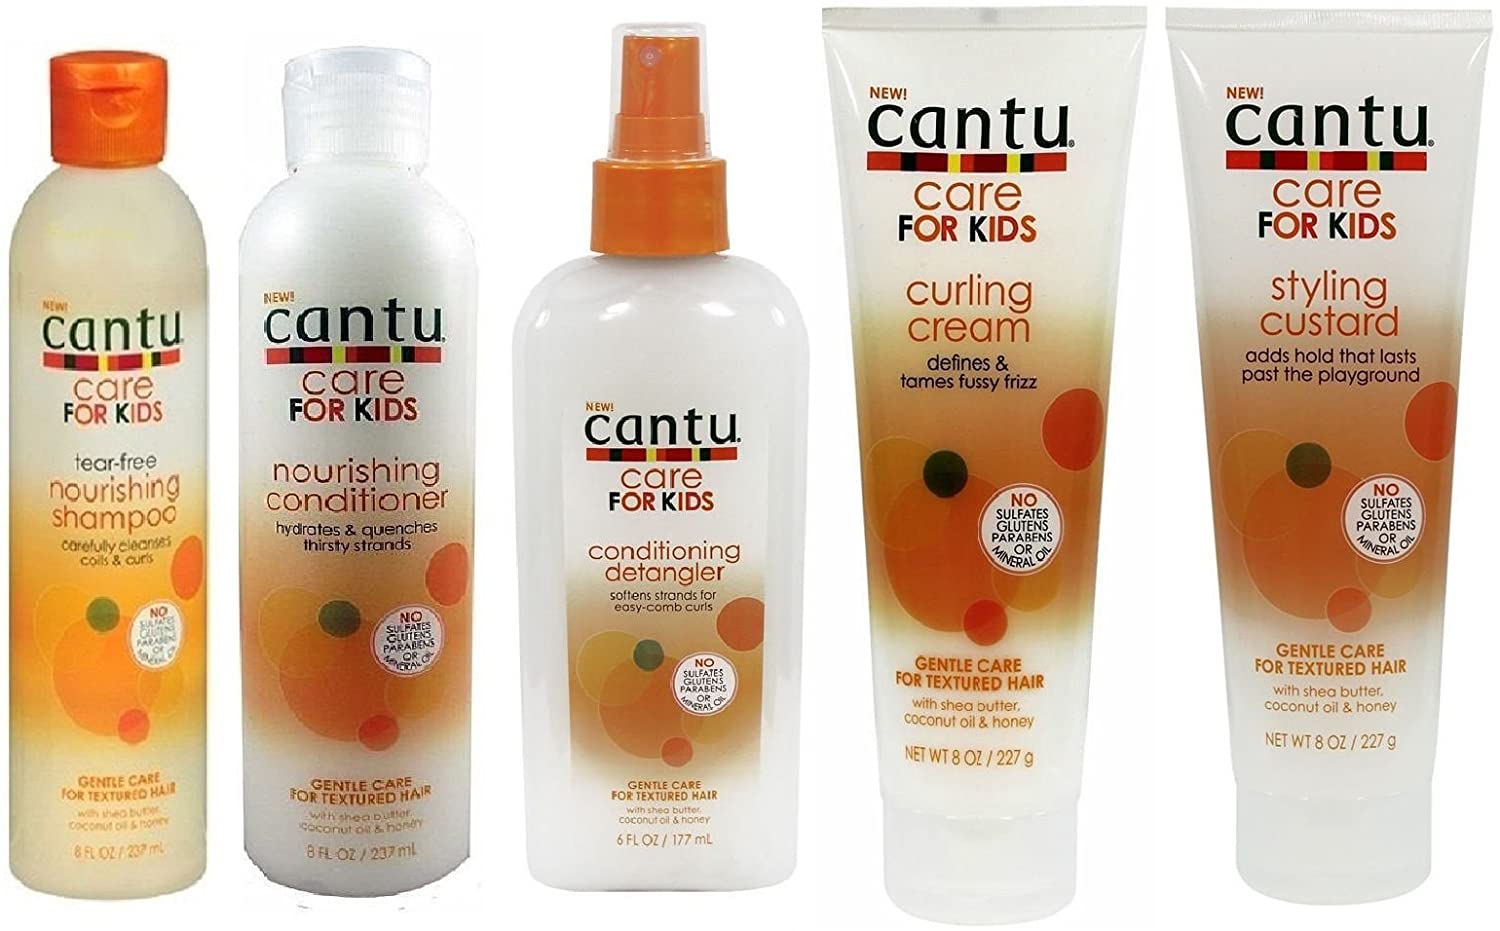 NEW!
cantu®
care
FOR KIDS
tear-free
nourishing
shampoo
carefully cleanses
coils & curls
NO
SULFATES
GLUTENS
PARABENS
OR
MINERAL OIL
GENTLE CARE
FOR TEXTURED HAIR
with shea butter,
coconut oil & honey
8 FL OZ / 237 mL
NEW!
cantu®
care
FOR KIDS
nourishing
conditioner
hydrates & quenches
thirsty strands
NO
SULFATES
GLUTENS
PARABENS
OR
MINERAL OIL
GENTLE CARE
FOR TEXTURED HAIR
with shea butter,
coconut oil & honey
8 FL OZ / 237 mL
NEW!
cantu®
care
FOR KIDS
conditioning
detangler
softens strands for
easy-comb curls
NO
SULFATES
GLUTENS
PARABENS
OR
MINERAL OIL
GENTLE CARE
FOR TEXTURED HAIR
with shea butter,
coconut oil & honey
6 FL OZ / 177 mL
NEW!
cantu®
care
FOR KIDS
curling
cream
defines &
tames fussy frizz
NO
SULFATES
GLUTENS
PARABENS
OR
MINERAL OIL
GENTLE CARE
FOR TEXTURED HAIR
with shea butter,
coconut oil & honey
NET WT 8 OZ / 227 g
NEW!
cantu®
care
FOR KIDS
styling
custard
adds hold that lasts
past the playground
NO
SULFATES
GLUTENS
PARABENS
OR
MINERAL OIL
GENTLE CARE
FOR TEXTURED HAIR
with shea butter,
coconut oil & honey
NET WT 8 OZ / 227 g